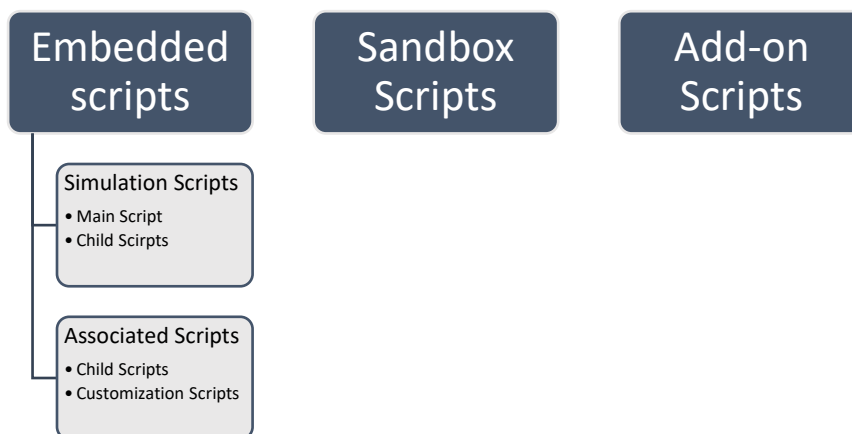 Embedded
scripts
Sandbox
Scripts
Add-on
Scripts
Simulation Scripts
• Main Script
• Child Scirpts
Associated Scripts
• Child Scripts
• Customization Scripts